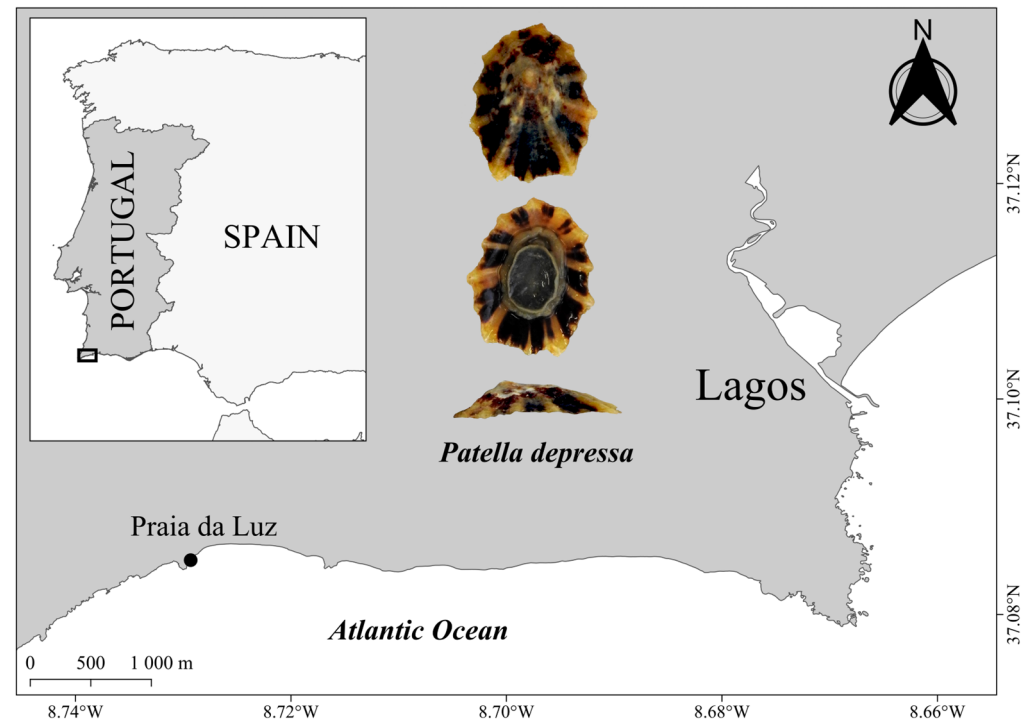 N
PORTUGAL
SPAIN
37.12°N
Lagos
37.10°N
Patella depressa
Praia da Luz
37.08°N
Atlantic Ocean
0 500 1 000 m
8.74°W 8.72°W 8.70°W 8.68°W 8.66°W